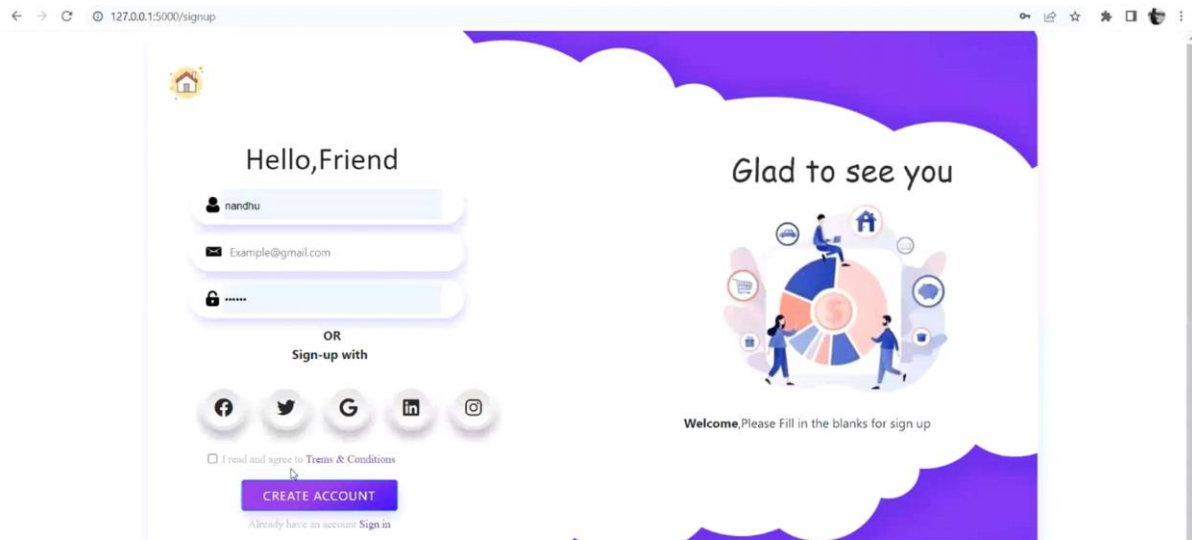 127.0.0.1:5000/signup
Hello,Friend
nandhu
Example@gmail.com
••••••
OR
Sign-up with
I read and agree to Trems & Conditions
CREATE ACCOUNT
Already have an account Sign in
Glad to see you
$
Welcome,Please Fill in the blanks for sign up